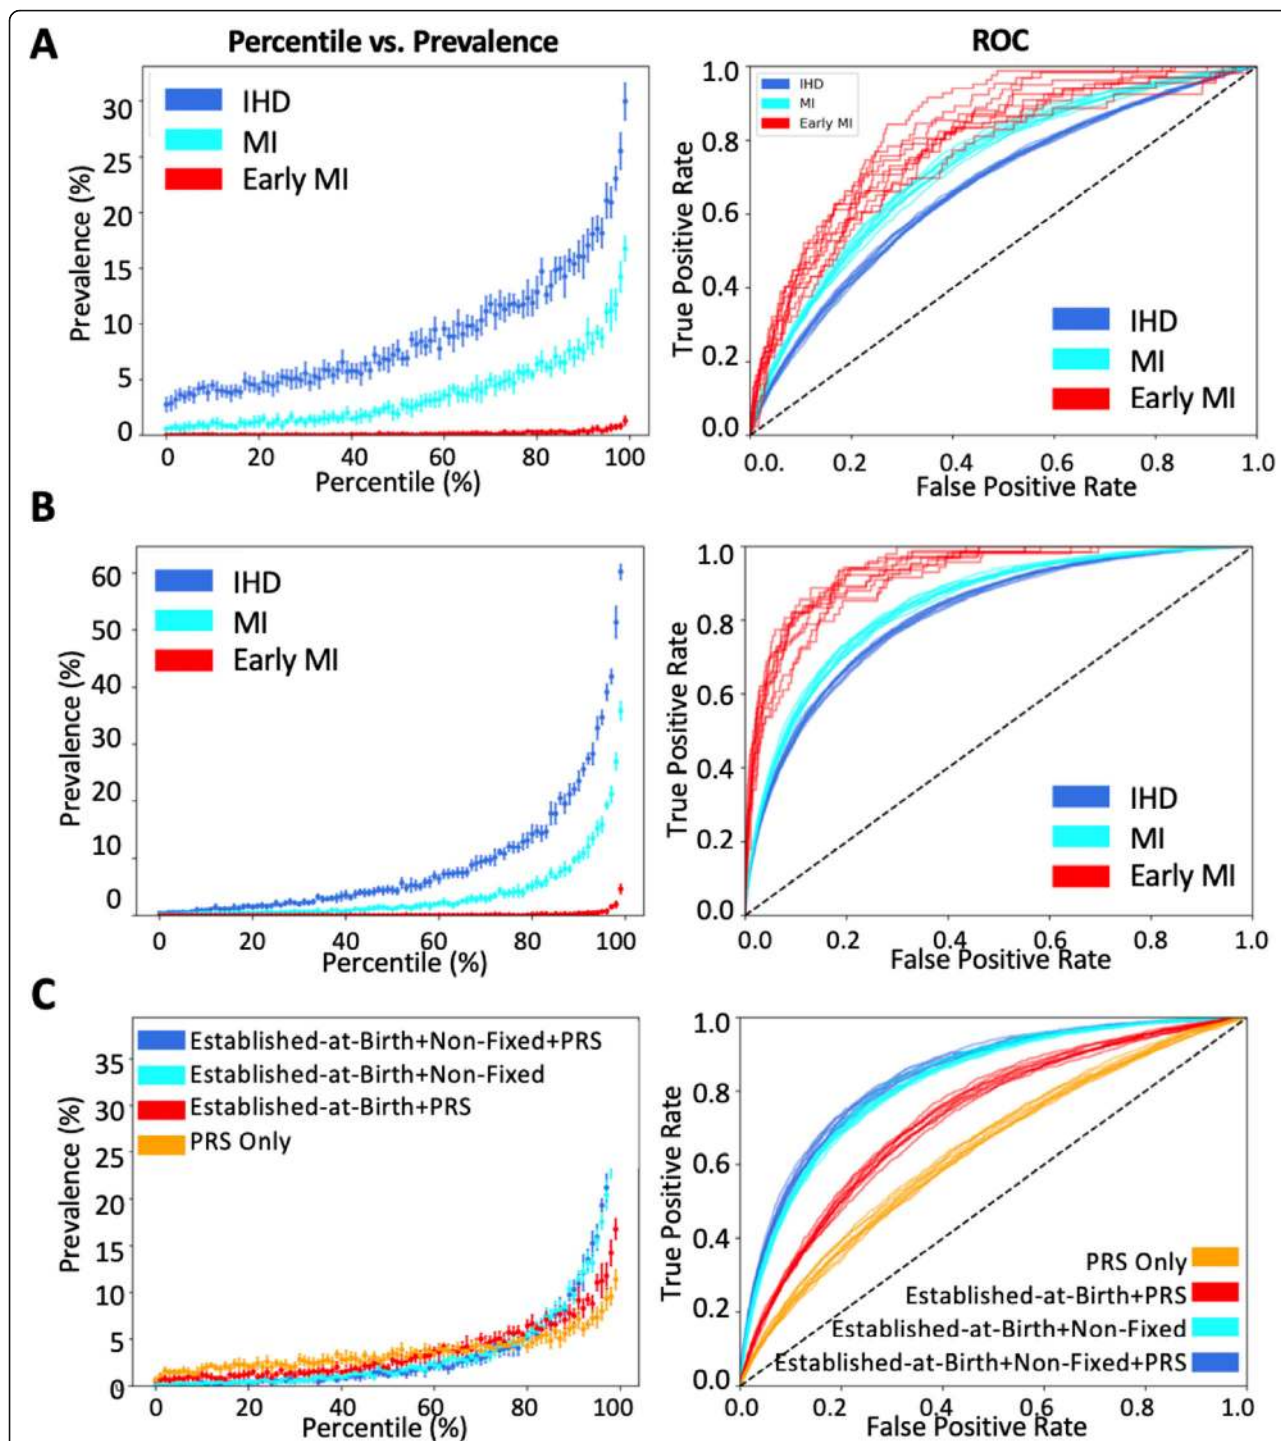 A
Percentile vs. Prevalence
ROC
Prevalence (%)
30
25
20
15
10
5
0
IHD
MI
Early MI
0
20
40
60
80
100
Percentile (%)
True Positive Rate
1.0
0.8
0.6
0.4
0.2
0.0
IHD
MI
Early MI
IHD
MI
Early MI
0.0.
0.2
0.4
0.6
0.8
1.0
False Positive Rate
B
Prevalence (%)
60
50
40
30
20
10
0
IHD
MI
Early MI
0
20
40
60
80
100
Percentile (%)
True Positive Rate
1.0
0.8
0.6
0.4
0.2
0.0
IHD
MI
Early MI
0.0
0.2
0.4
0.6
0.8
1.0
False Positive Rate
C
Prevalence (%)
35
30
25
20
15
10
5
0
Established-at-Birth+Non-Fixed+PRS
Established-at-Birth+Non-Fixed
Established-at-Birth+PRS
PRS Only
0
20
40
60
80
100
Percentile (%)
True Positive Rate
1.0
0.8
0.6
0.4
0.2
0.0
PRS Only
Established-at-Birth+PRS
Established-at-Birth+Non-Fixed
Established-at-Birth+Non-Fixed+PRS
0.0
0.2
0.4
0.6
0.8
1.0
False Positive Rate